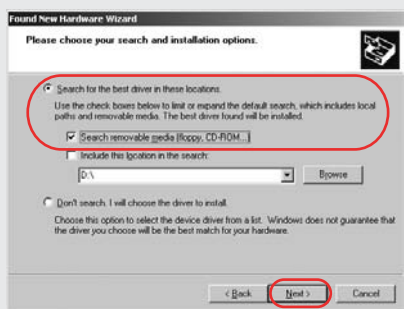 Found New Hardware Wizard
Please choose your search and installation options.
Search for the best driver in these locations.
Use the check boxes below to limit or expand the default search, which includes local
paths and removable media. The best driver found will be installed.
Search removable media (floppy, CD-ROM...)
Include this location in the search:
D:\
Browse
Don't search. I will choose the driver to install.
Choose this option to select the device driver from a list. Windows does not guarantee that
the driver you choose will be the best match for your hardware.
< Back
Next >
Cancel